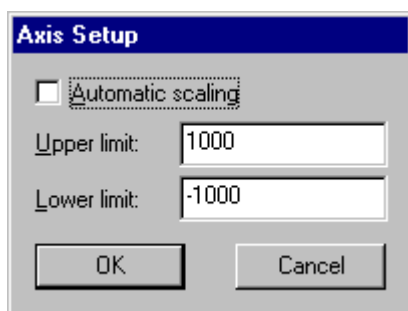 Axis Setup
Automatic scaling
Upper limit: 1000
Lower limit: -1000
OK Cancel